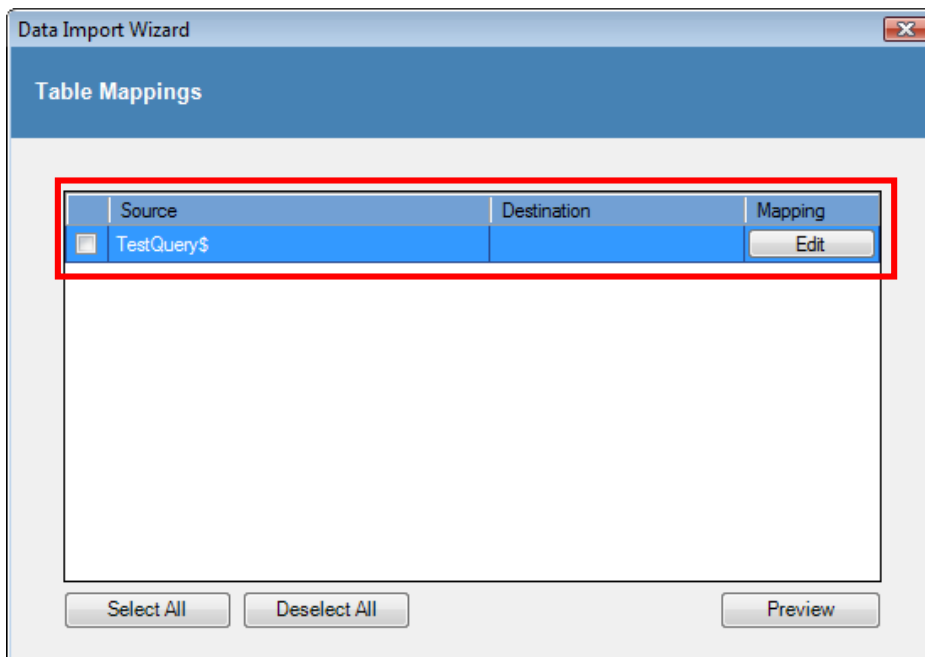 Data Import Wizard
Table Mappings
Source Destination Mapping
TestQuery$ Edit
Select All Deselect All Preview